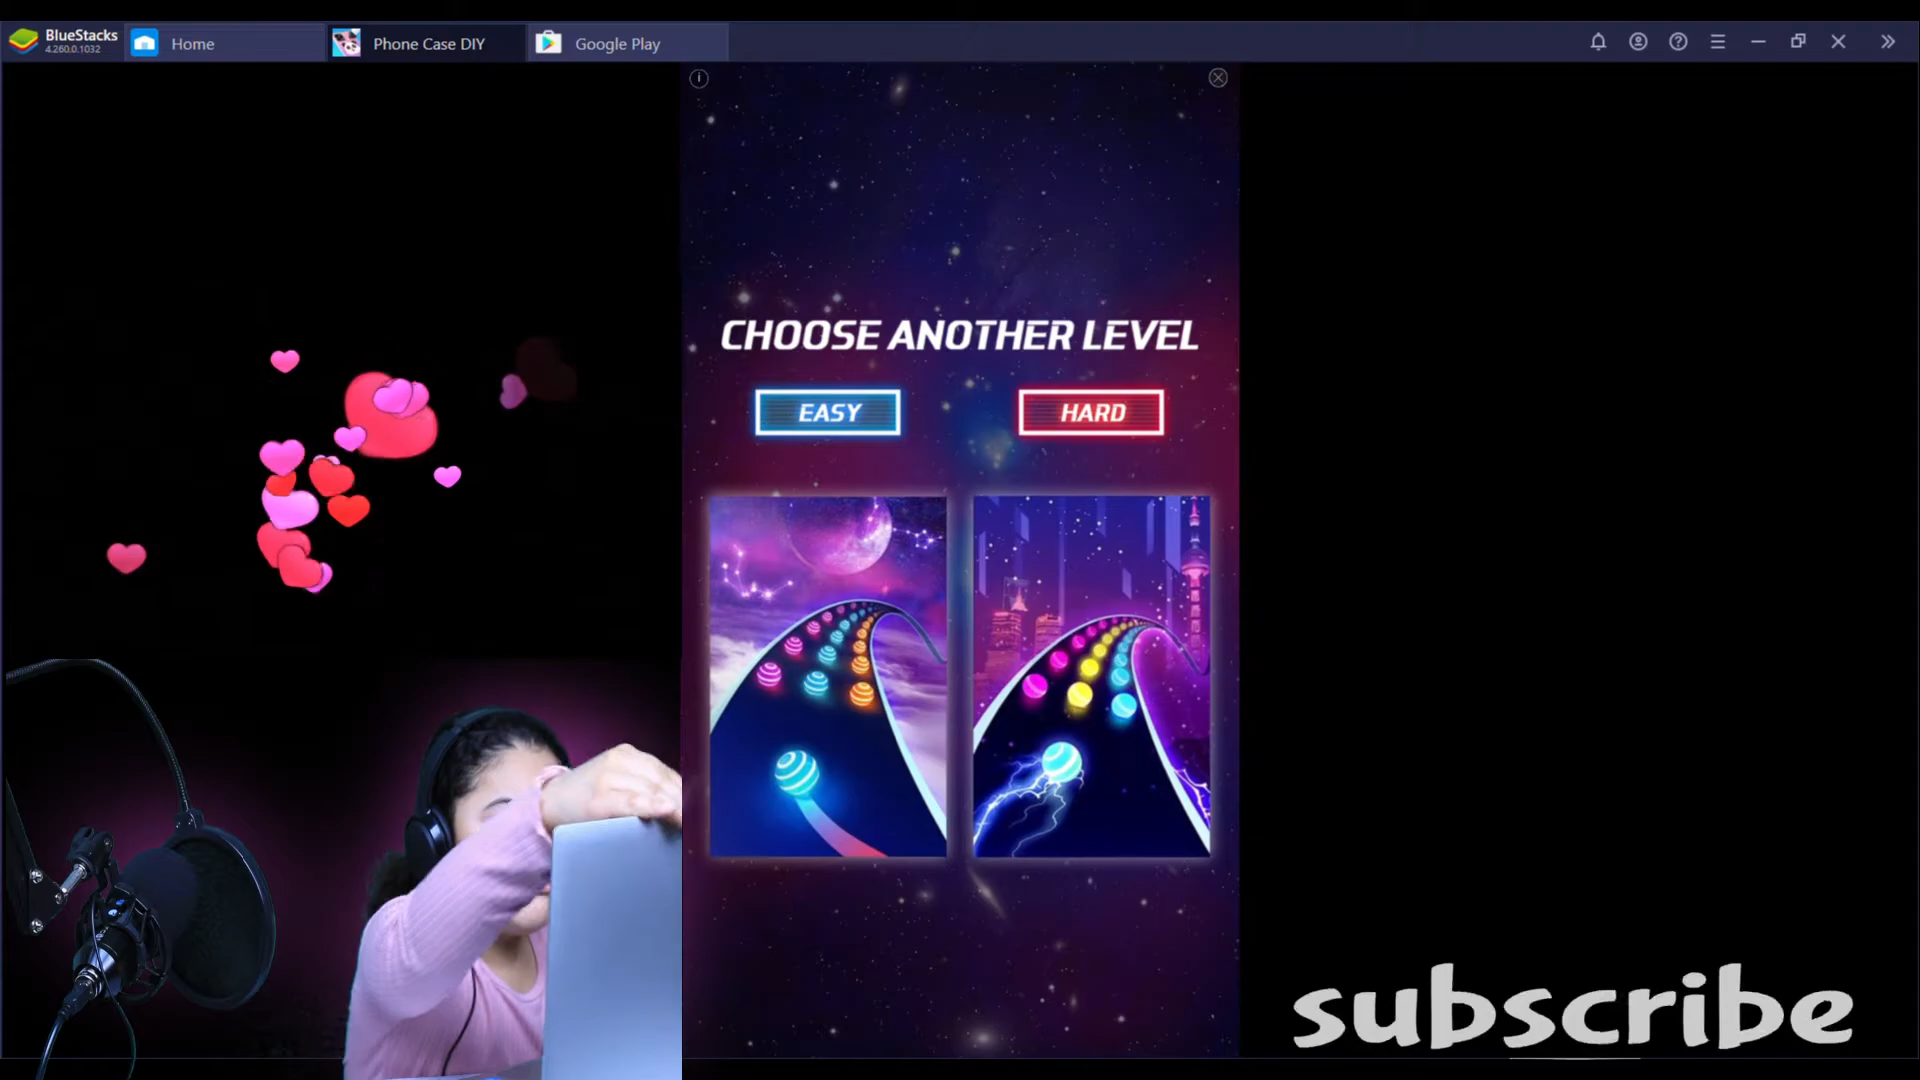 BlueStacks
4.260.0.1032
Home
Phone Case DIY
Google Play
CHOOSE ANOTHER LEVEL
EASY
HARD
subscribe